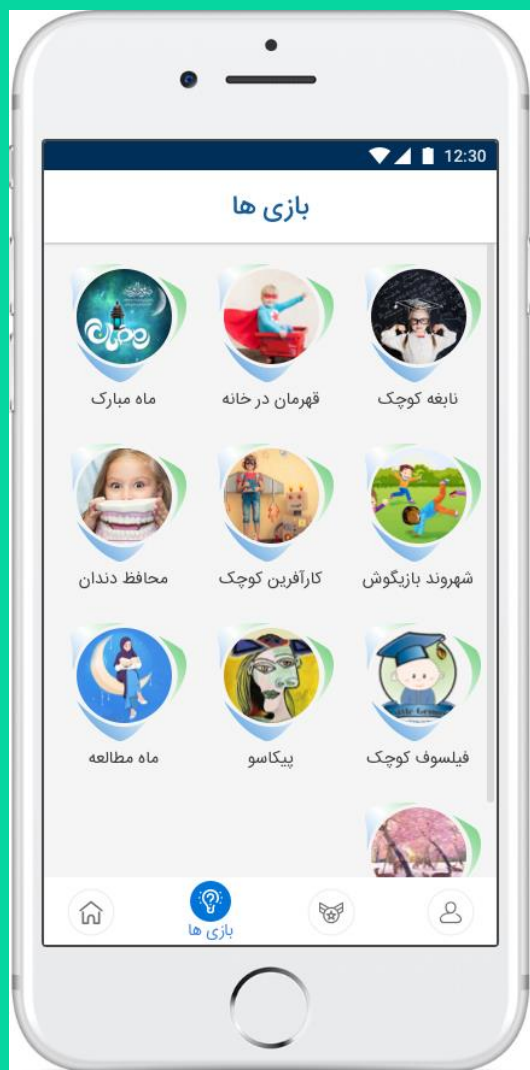 12:30
بازی ها
نابغه کوچک
قهرمان در خانه
ماه مبارک
شهروند بازیگوش
کارآفرین کوچک
محافظ دندان
فیلسوف کوچک
پیکاسو
ماه مطالعه
بازی ها